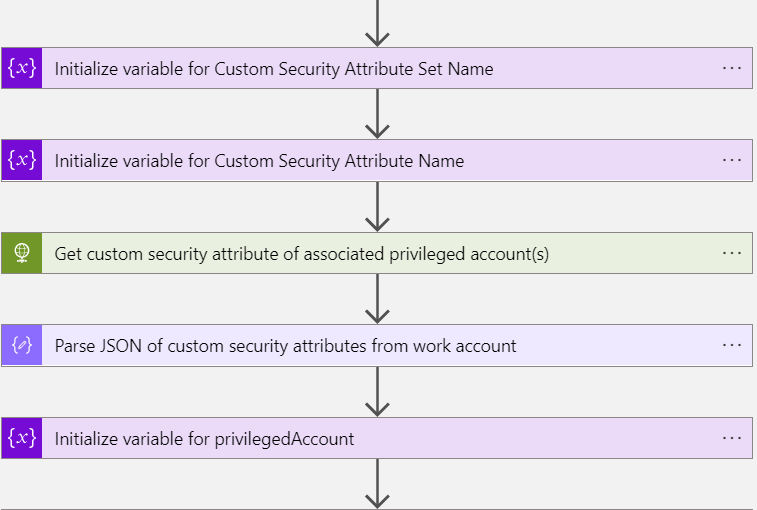 {x} Initialize variable for Custom Security Attribute Set Name ...
{x} Initialize variable for Custom Security Attribute Name ...
Get custom security attribute of associated privileged account(s) ...
Parse JSON of custom security attributes from work account ...
{x} Initialize variable for privilegedAccount ...